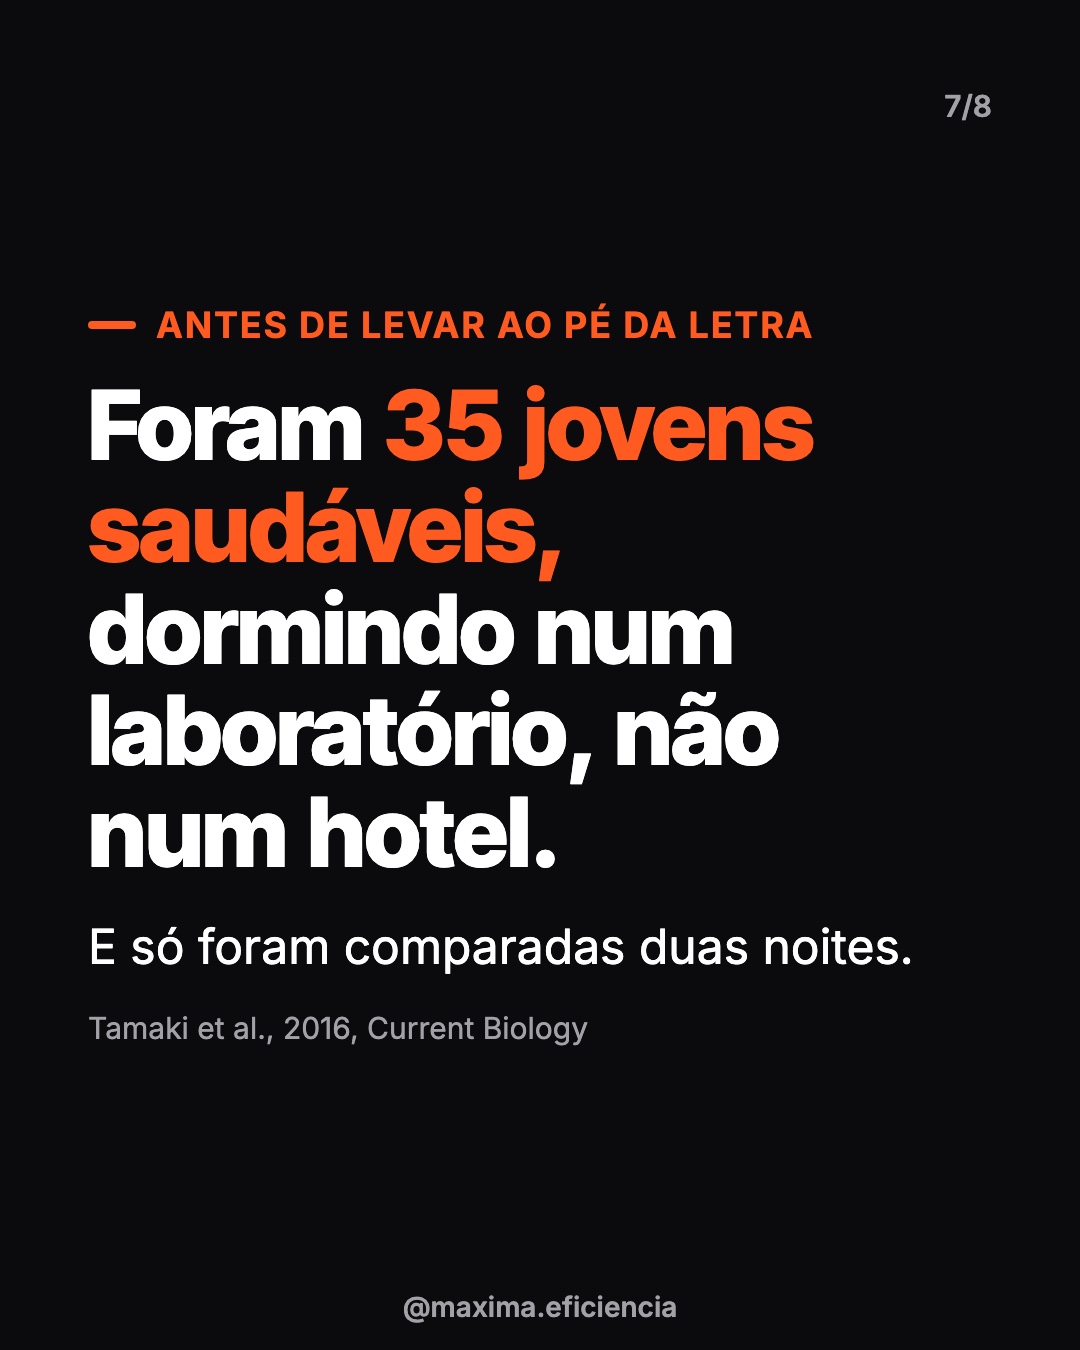 7/8
ANTES DE LEVAR AO PÉ DA LETRA
Foram 35 jovens
saudáveis,
dormindo num
laboratório, não
num hotel.
E só foram comparadas duas noites.
Tamaki et al., 2016, Current Biology
@maxima.eficiencia